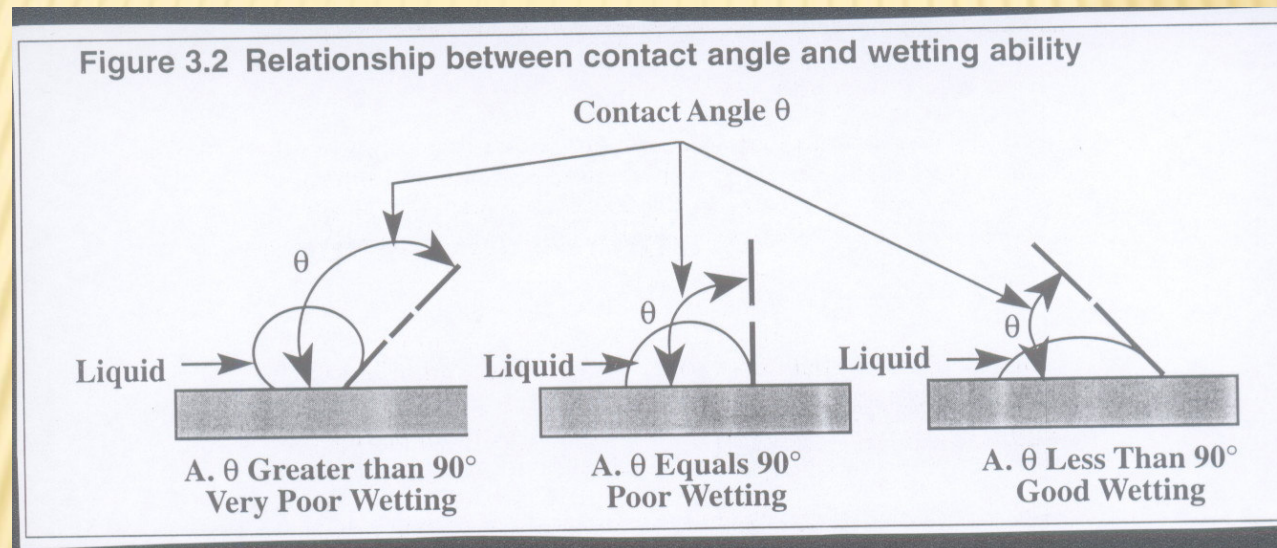 Figure 3.2 Relationship between contact angle and wetting ability
Contact Angle θ
θ
θ
θ
Liquid
Liquid
Liquid
A. θ Greater than 90°
Very Poor Wetting
A. θ Equals 90°
Poor Wetting
A. θ Less Than 90°
Good Wetting